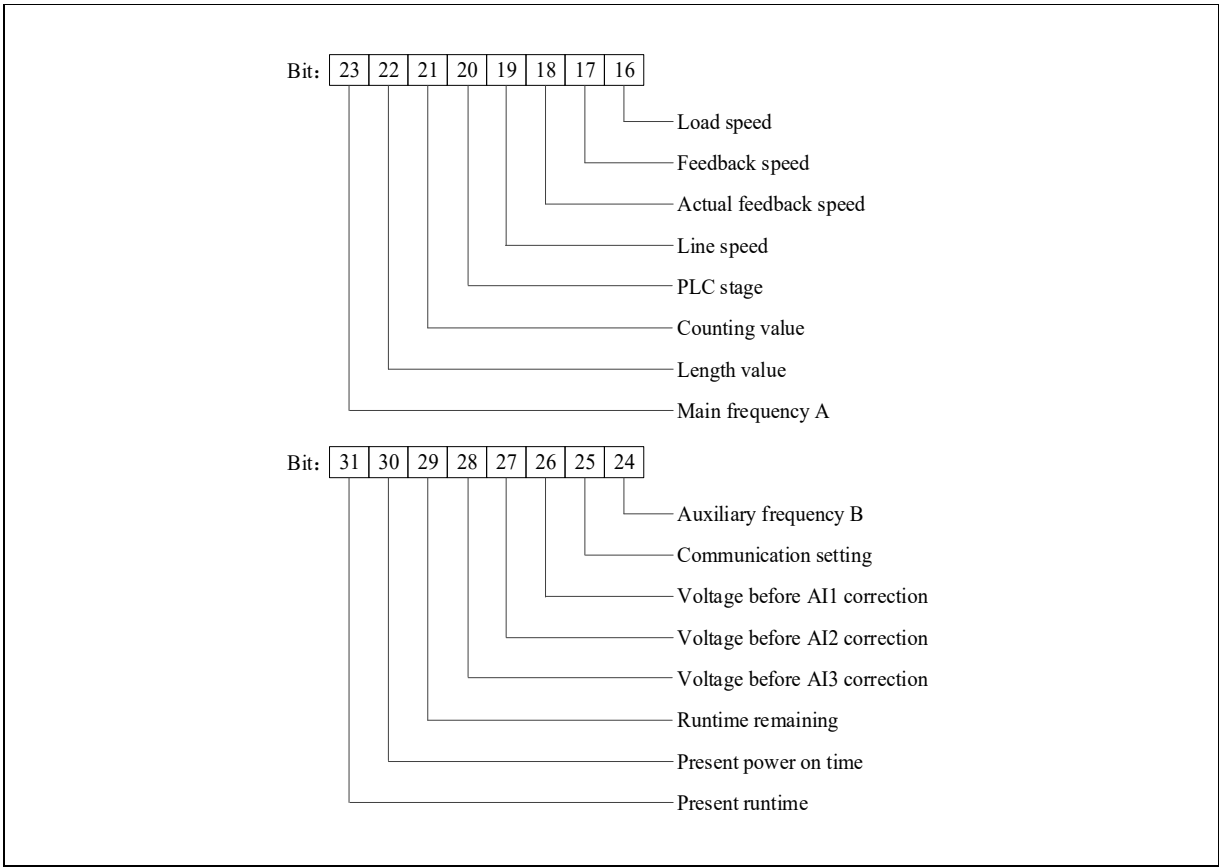 Bit： 23 22 21 20 19 18 17 16
Load speed
Feedback speed
Actual feedback speed
Line speed
PLC stage
Counting value
Length value
Main frequency A
Bit： 31 30 29 28 27 26 25 24
Auxiliary frequency B
Communication setting
Voltage before AI1 correction
Voltage before AI2 correction
Voltage before AI3 correction
Runtime remaining
Present power on time
Present runtime